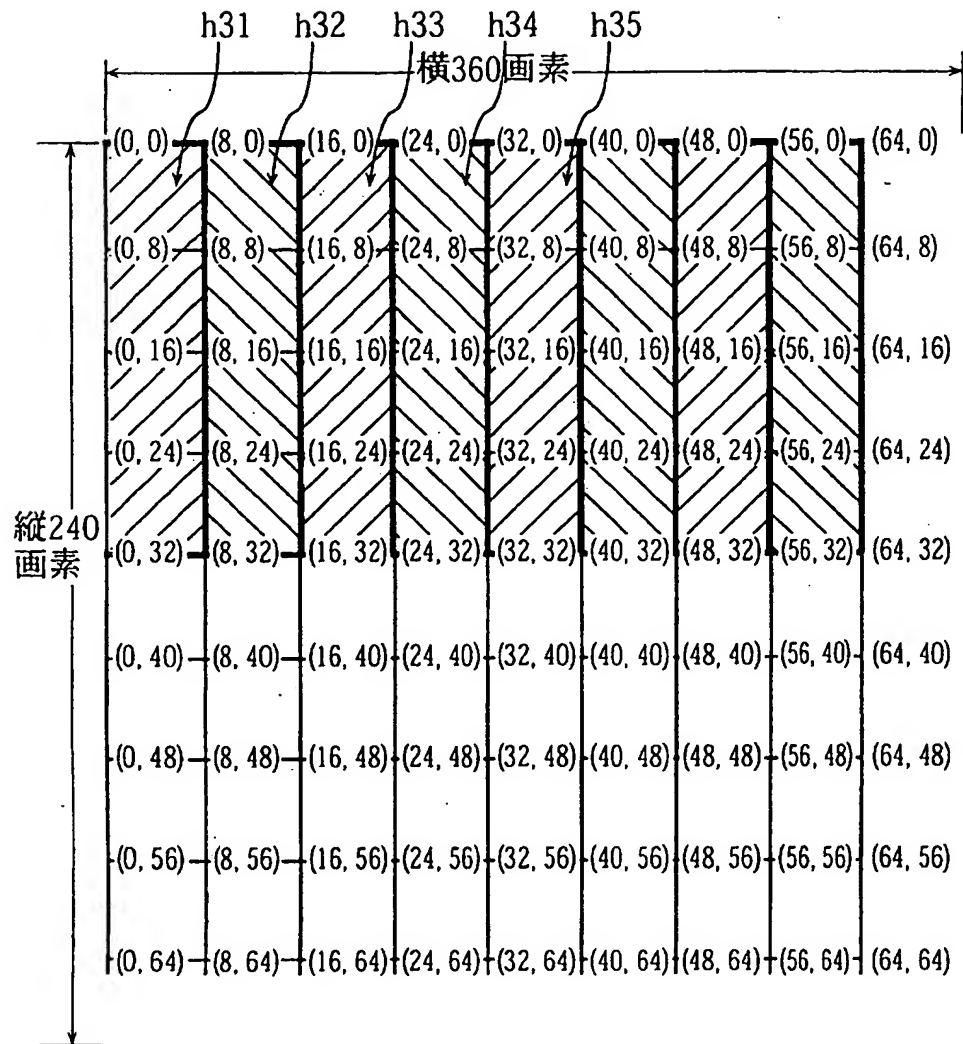 h31 h32 h33 h34 h35
横360画素
(0, 0) (8, 0) (16, 0) (24, 0) (32, 0) (40, 0) (48, 0) (56, 0) (64, 0)
(0, 8) (8, 8) (16, 8) (24, 8) (32, 8) (40, 8) (48, 8) (56, 8) (64, 8)
(0, 16) (8, 16) (16, 16) (24, 16) (32, 16) (40, 16) (48, 16) (56, 16) (64, 16)
(0, 24) (8, 24) (16, 24) (24, 24) (32, 24) (40, 24) (48, 24) (56, 24) (64, 24)
縦240
画素
(0, 32) (8, 32) (16, 32) (24, 32) (32, 32) (40, 32) (48, 32) (56, 32) (64, 32)
(0, 40) (8, 40) (16, 40) (24, 40) (32, 40) (40, 40) (48, 40) (56, 40) (64, 40)
(0, 48) (8, 48) (16, 48) (24, 48) (32, 48) (40, 48) (48, 48) (56, 48) (64, 48)
(0, 56) (8, 56) (16, 56) (24, 56) (32, 56) (40, 56) (48, 56) (56, 56) (64, 56)
(0, 64) (8, 64) (16, 64) (24, 64) (32, 64) (40, 64) (48, 64) (56, 64) (64, 64)